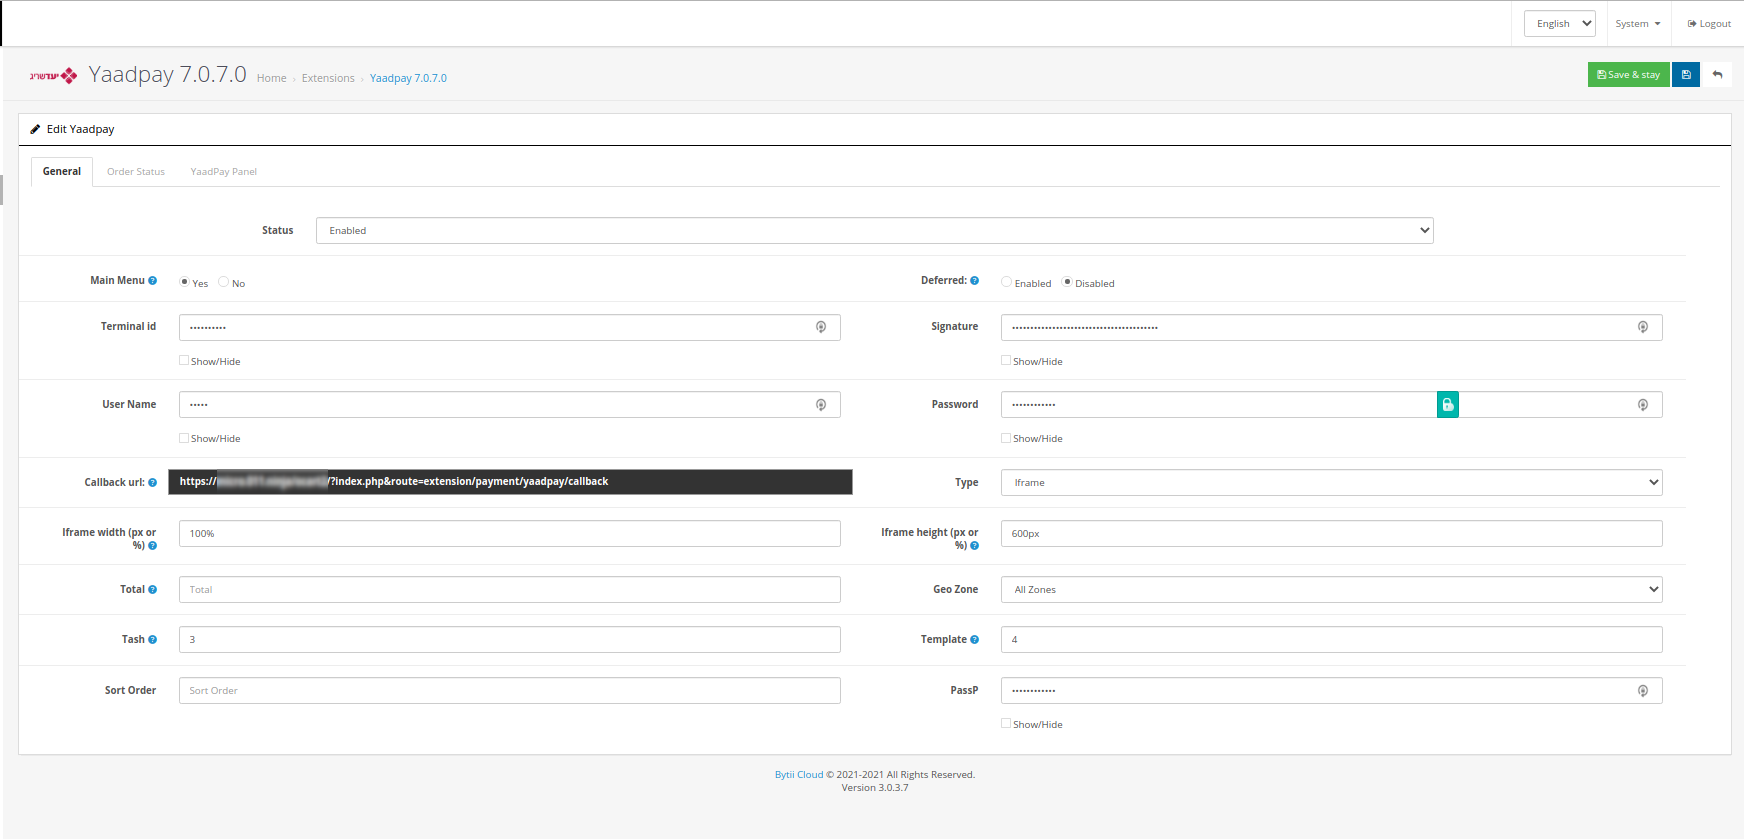 English
System
Logout
יעדשריג
Yaadpay 7.0.7.0
Home › Extensions › Yaadpay 7.0.7.0
Save & stay
Edit Yaadpay
General
Order Status
YaadPay Panel
Status
Enabled
Main Menu
Yes
No
Deferred:
Enabled
Disabled
Terminal id
Show/Hide
Signature
Show/Hide
User Name
Show/Hide
Password
Show/Hide
Callback url:
https://
/?index.php&route=extension/payment/yaadpay/callback
Type
Iframe
Iframe width (px or
%)
100%
Iframe height (px or
%)
600px
Total
Total
Geo Zone
All Zones
Tash
3
Template
4
Sort Order
Sort Order
PassP
Show/Hide
Bytii Cloud © 2021-2021 All Rights Reserved.
Version 3.0.3.7